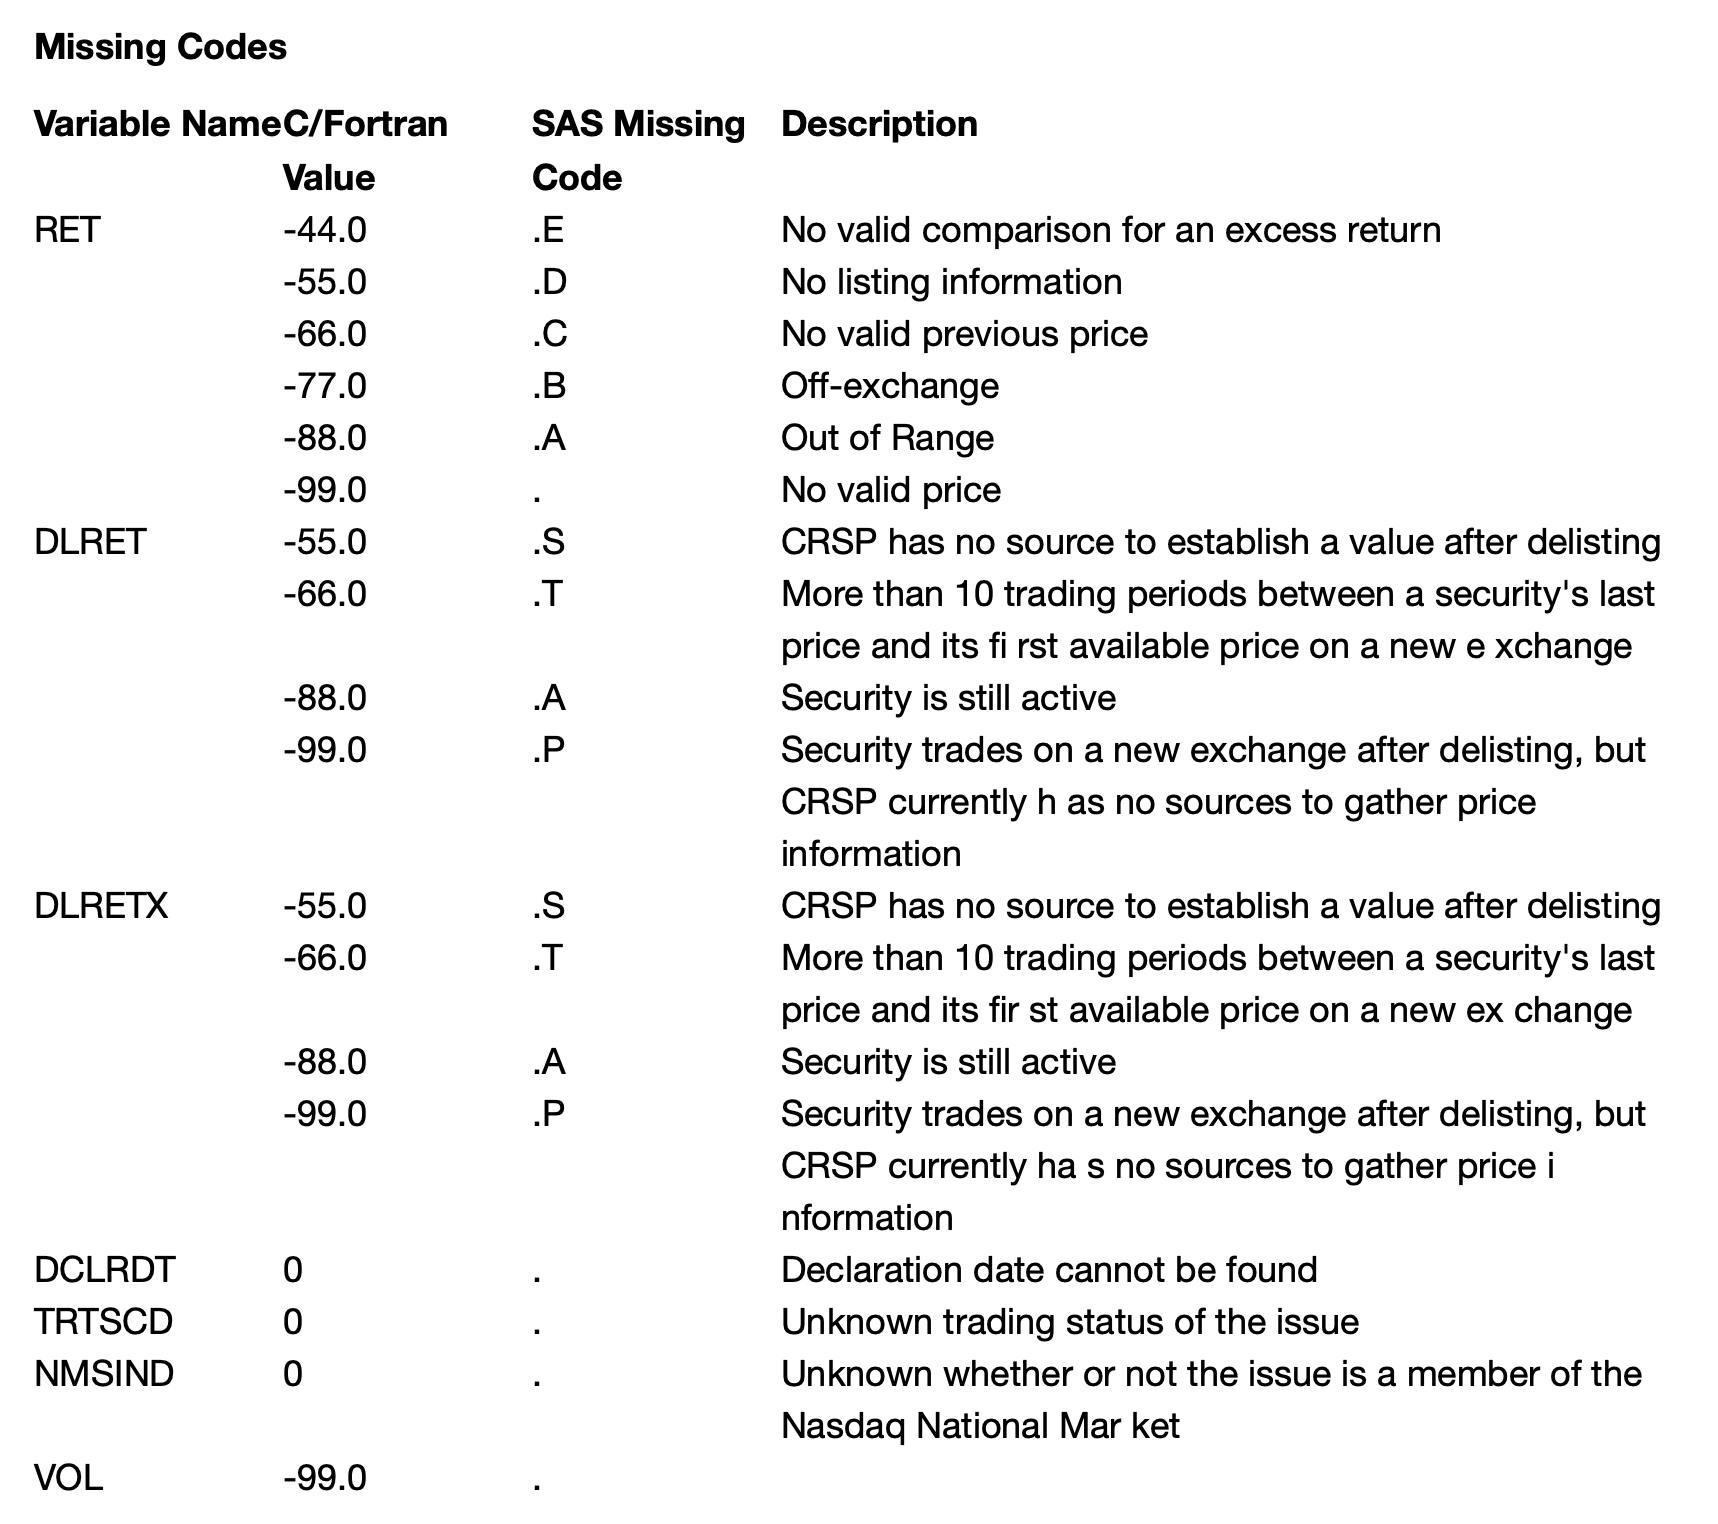 Missing Codes
Variable NameC/Fortran SAS Missing Description
Value Code
RET -44.0 .E No valid comparison for an excess return
-55.0 .D No listing information
-66.0 .C No valid previous price
-77.0 .B Off-exchange
-88.0 .A Out of Range
-99.0 . No valid price
DLRET -55.0 .S CRSP has no source to establish a value after delisting
-66.0 .T More than 10 trading periods between a security's last
price and its fi rst available price on a new e xchange
-88.0 .A Security is still active
-99.0 .P Security trades on a new exchange after delisting, but
CRSP currently h as no sources to gather price
information
DLRETX -55.0 .S CRSP has no source to establish a value after delisting
-66.0 .T More than 10 trading periods between a security's last
price and its fir st available price on a new ex change
-88.0 .A Security is still active
-99.0 .P Security trades on a new exchange after delisting, but
CRSP currently ha s no sources to gather price i
nformation
DCLRDT 0 . Declaration date cannot be found
TRTSCD 0 . Unknown trading status of the issue
NMSIND 0 . Unknown whether or not the issue is a member of the
Nasdaq National Mar ket
VOL -99.0 .